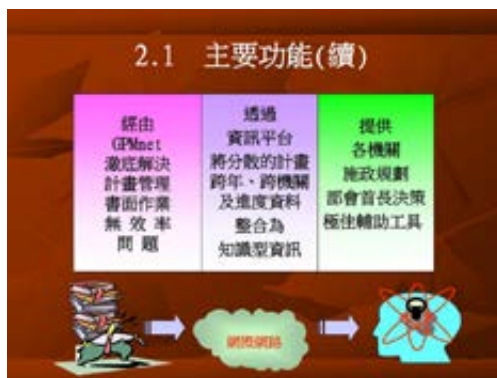 2.1 主要功能(續)
經由
GPMnet
澈底解決
計畫管理
書面作業
無效率
問題
透過
資訊平台
將分散的計畫
跨年、跨機關
及進度資料
整合為
知識型資訊
提供
各機關
施政規劃
部會首長決策
極佳輔助工具
網際網路